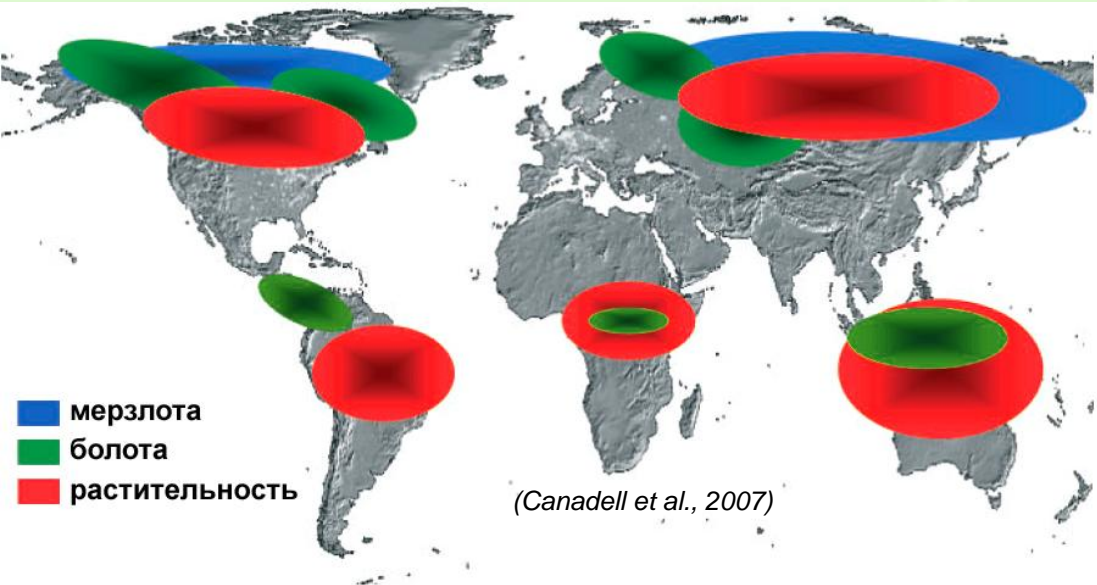 мерзлота
болота
растительность
(Canadell et al., 2007)